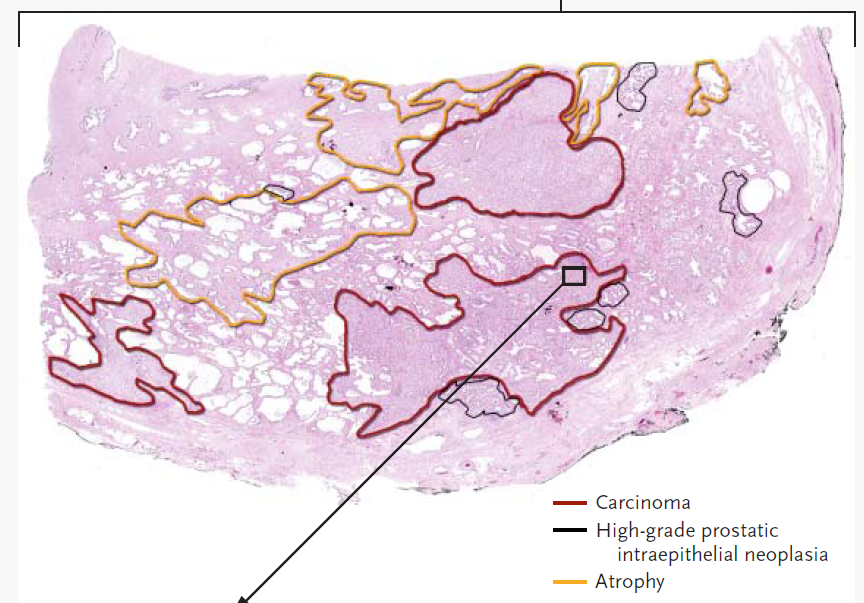 Carcinoma
High-grade prostatic
intraepithelial neoplasia
Atrophy